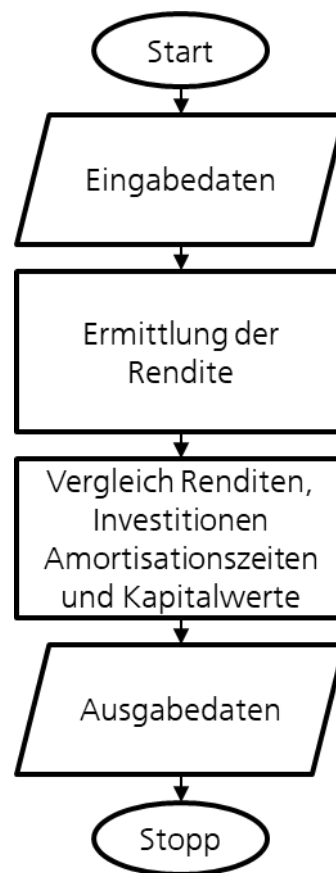 Start
Eingabedaten
Ermittlung der
Rendite
Vergleich Renditen,
Investitionen
Amortisationszeiten
und Kapitalwerte
Ausgabedaten
Stopp